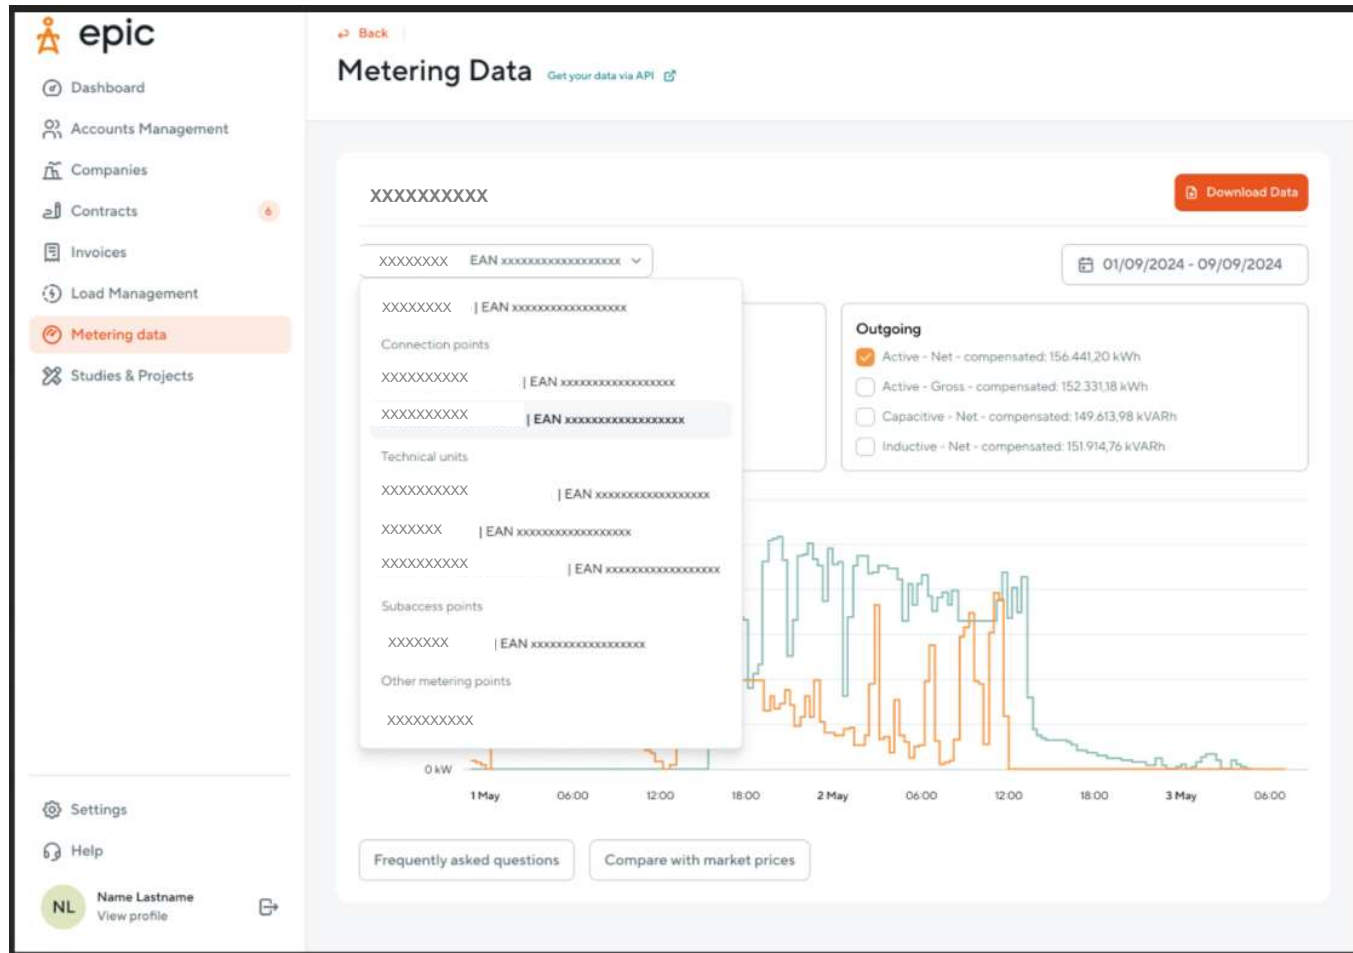 epic
Dashboard
Accounts Management
Companies
Contracts 6
Invoices
Load Management
Metering data
Studies & Projects
Settings
Help
NL
Name Lastname
View profile
Back
Metering Data Get your data via API
XXXXXXXXXX
Download Data
XXXXXXXX EAN xxxxxxxxxxxxxxxxxx
01/09/2024 - 09/09/2024
XXXXXXXX | EAN xxxxxxxxxxxxxxxxxx
Connection points
XXXXXXXXXX | EAN xxxxxxxxxxxxxxxxxx
XXXXXXXXXX | EAN xxxxxxxxxxxxxxxxxx
Technical units
XXXXXXXXXX | EAN xxxxxxxxxxxxxxxxxx
XXXXXXX | EAN xxxxxxxxxxxxxxxxxx
XXXXXXXXXX | EAN xxxxxxxxxxxxxxxxxx
Subaccess points
XXXXXXX | EAN xxxxxxxxxxxxxxxxxx
Other metering points
XXXXXXXXXX
Outgoing
Active - Net - compensated: 156.441,20 kWh
Active - Gross - compensated: 152.331,18 kWh
Capacitive - Net - compensated: 149.613,98 kVARh
Inductive - Net - compensated: 151.914,76 kVARh
0 kW
1 May 06:00 12:00 18:00 2 May 06:00 12:00 18:00 3 May 06:00
Frequently asked questions
Compare with market prices